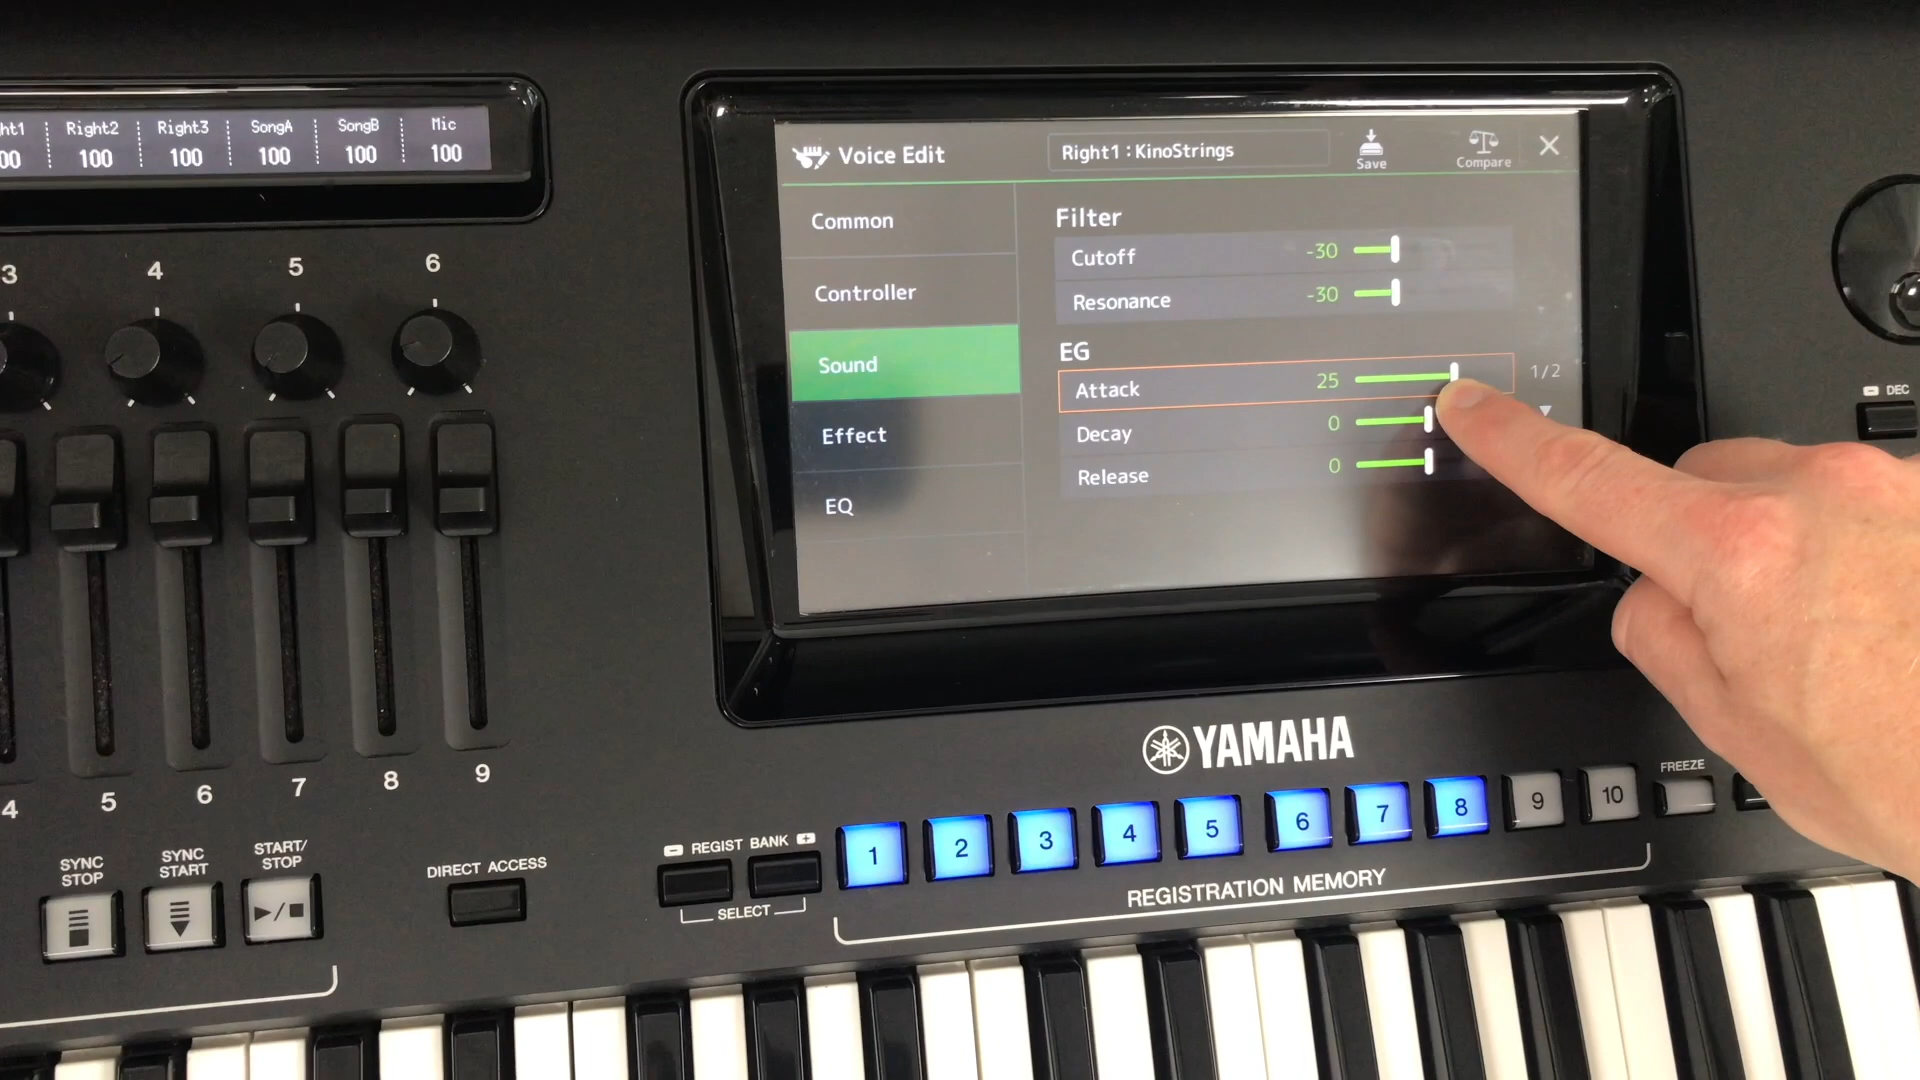 Right2 Right3 SongA SongB Mic
100 100 100 100 100
3 4 5 6
4 5 6 7 8 9
SYNC STOP
SYNC START
START/STOP
DIRECT ACCESS
Voice Edit
Right1 : KinoStrings
Save
Compare
Common
Controller
Sound
Effect
EQ
Filter
Cutoff -30
Resonance -30
EG
Attack 25
Decay 0
Release 0
1/2
DEC
YAMAHA
REGIST BANK
SELECT
1 2 3 4 5 6 7 8 9 10
FREEZE
REGISTRATION MEMORY